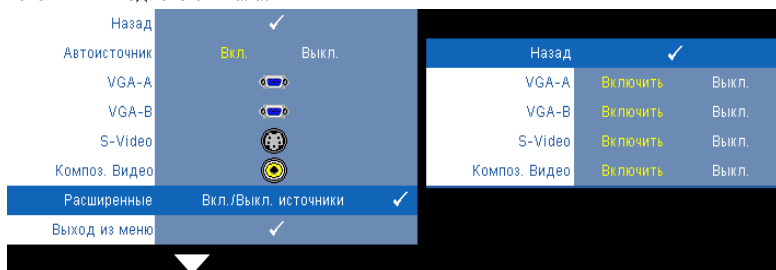 Назад
Автоисточник Вкл. Выкл.
VGA-A
VGA-B
S-Video
Композ. Видео
Расширенные Вкл./Выкл. источники
Выход из меню
Назад
VGA-A Включить Выкл.
VGA-B Включить Выкл.
S-Video Включить Выкл.
Композ. Видео Включить Выкл.